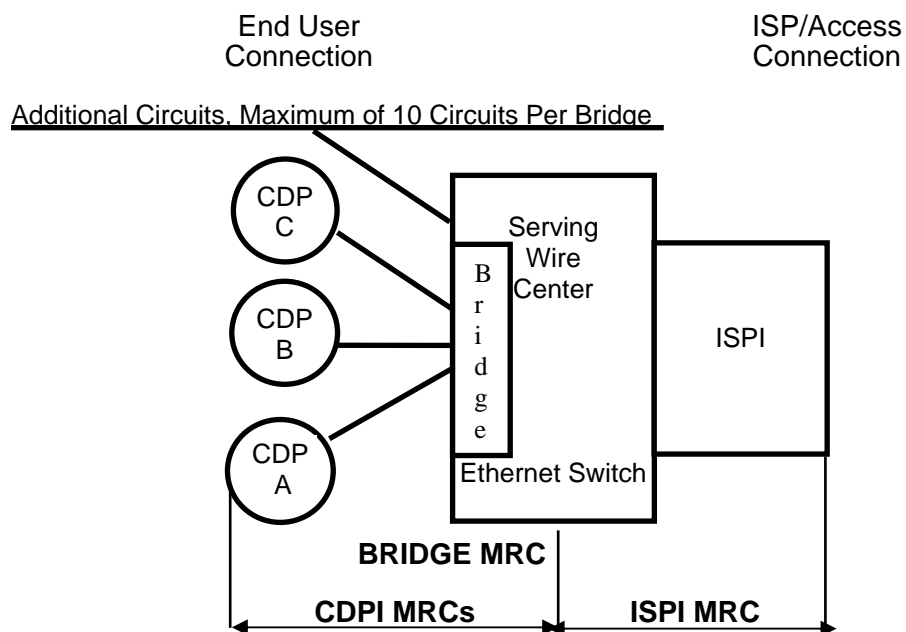 End User
Connection
ISP/Access
Connection
Additional Circuits, Maximum of 10 Circuits Per Bridge
CDP
C
CDP
B
CDP
A
Bridge
Serving
Wire
Center
Ethernet Switch
ISPI
BRIDGE MRC
CDPI MRCs
ISPI MRC